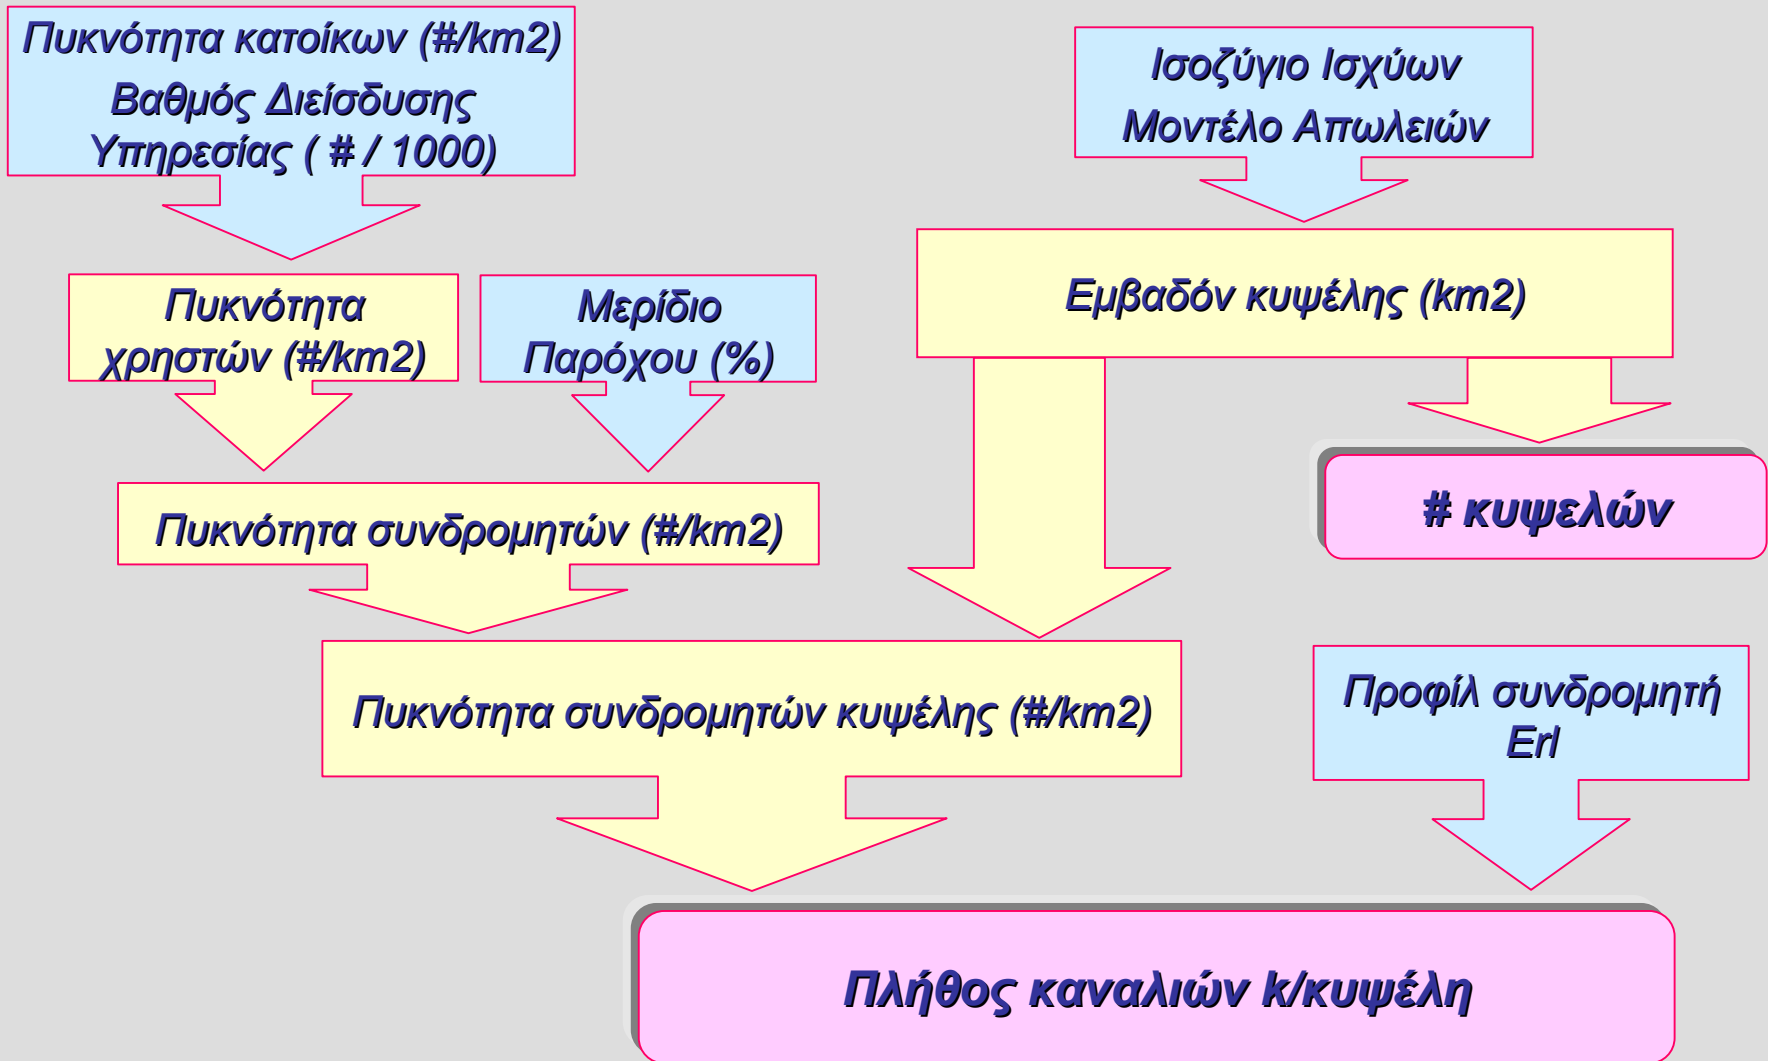 Πυκνότητα κατοίκων (#/km2)
Βαθμός Διείσδυσης
Υπηρεσίας ( # / 1000)
Ισοζύγιο Ισχύων
Μοντέλο Απωλειών
Πυκνότητα
χρηστών (#/km2)
Μερίδιο
Παρόχου (%)
Εμβαδόν κυψέλης (km2)
# κυψελών
Πυκνότητα συνδρομητών (#/km2)
Πυκνότητα συνδρομητών κυψέλης (#/km2)
Προφίλ συνδρομητή
Erl
Πλήθος καναλιών k/κυψέλη